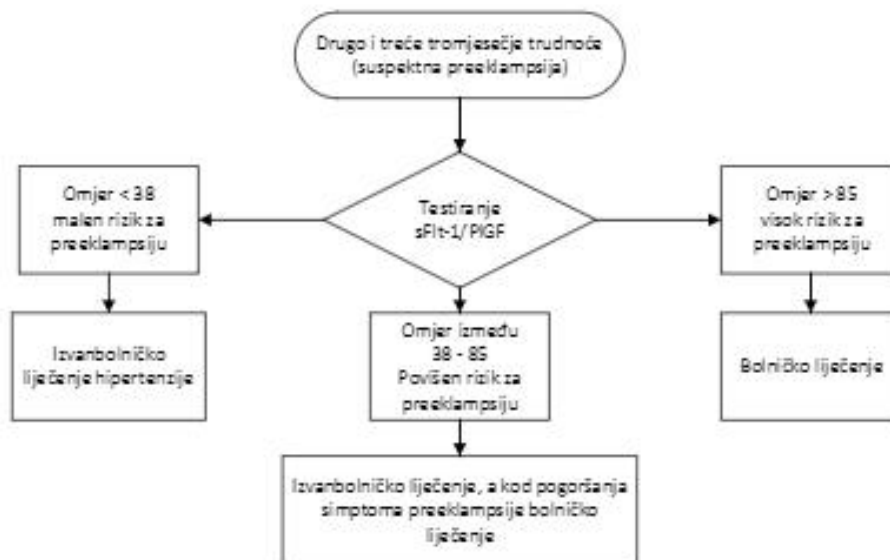 Drugo i treće tromjesečje trudnoće
(suspektna preeklampsija)
Testiranje
sFlt-1/PlGF
Omjer < 38
malen rizik za
preeklampsiju
Izvanbolničko
liječenje hipertenzije
Omjer između
38 - 85
Povišen rizik za
preeklampsiju
Izvanbolničko liječenje, a kod pogoršanja
simptoma preeklampsije bolničko
liječenje
Omjer > 85
visok rizik za
preeklampsiju
Bolničko liječenje